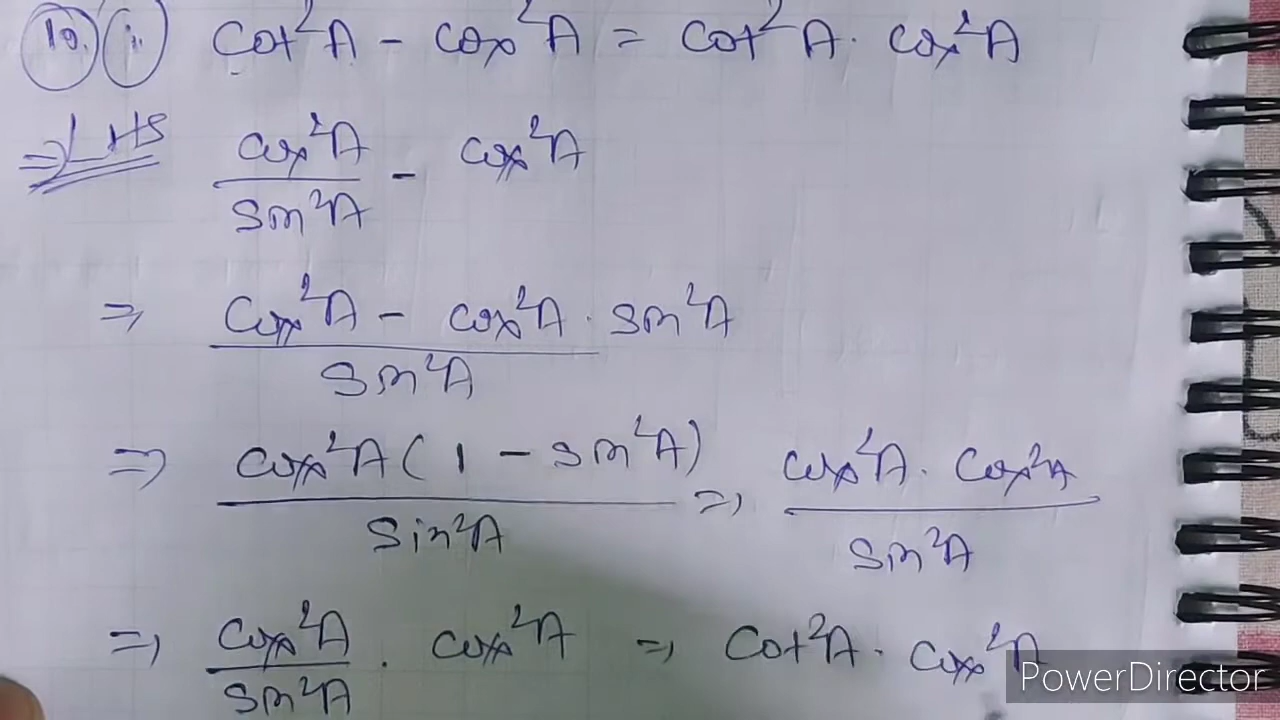 10. i. Cot²A - Cos²A = Cot²A . Cos²A
=> LHS Cos²A / Sin²A - Cos²A
=> Cos²A - Cos²A . Sin²A / Sin²A
=> Cos²A (1 - Sin²A) / Sin²A => Cos²A . Cos²A / Sin²A
=> Cos²A / Sin²A . Cos²A => Cot²A . Cos²A
PowerDirector